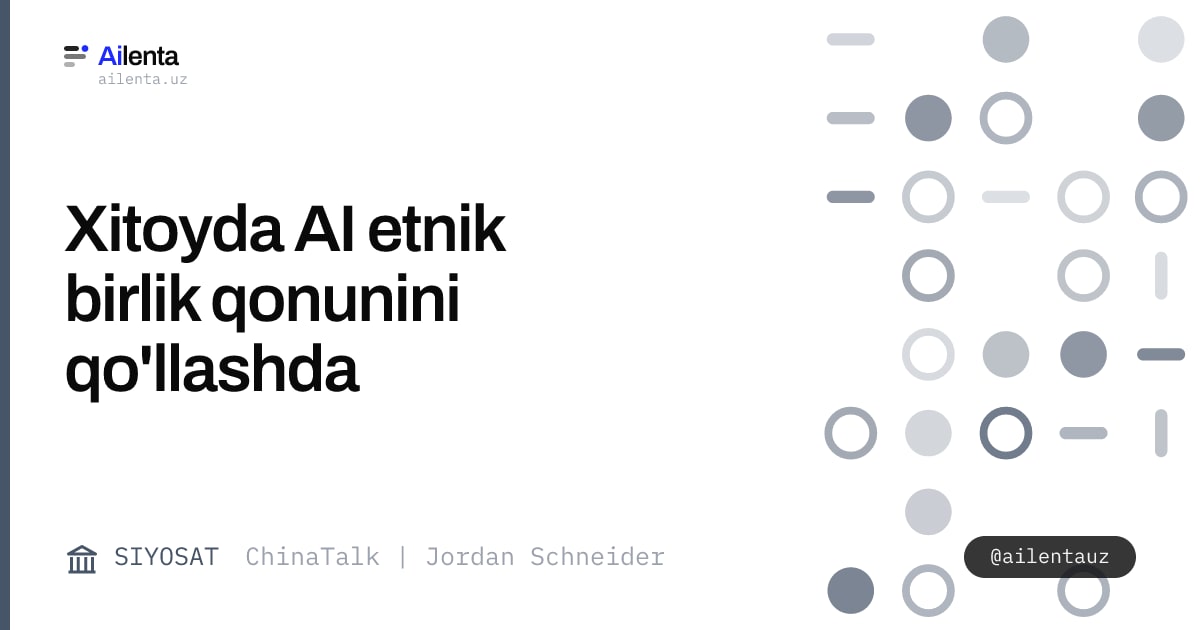 Ailenta
ailenta.uz
Xitoyda AI etnik
birlik qonunini
qo'llashda
SIYOSAT ChinaTalk | Jordan Schneider
@ailentauz